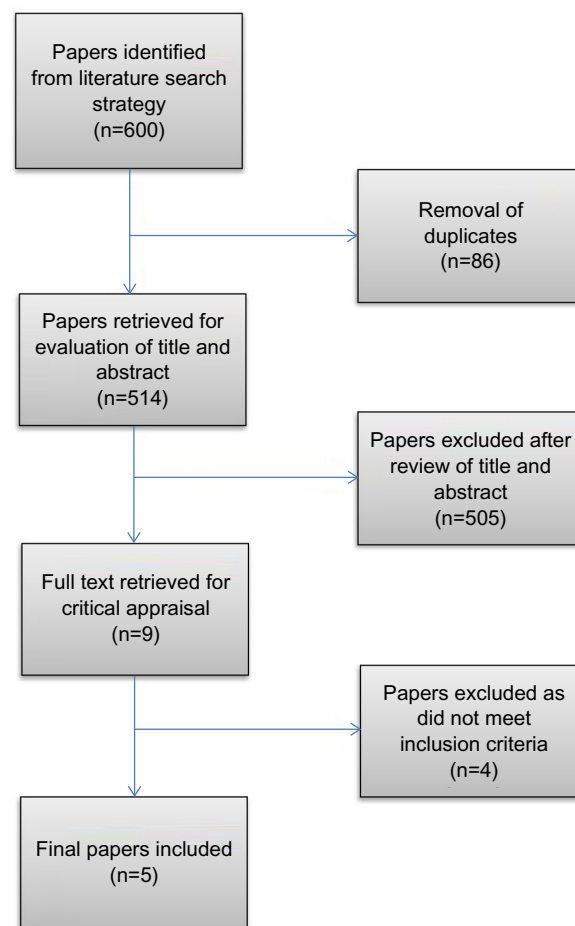 Papers identified
from literature search
strategy
(n=600)
Removal of
duplicates
(n=86)
Papers retrieved for
evaluation of title and
abstract
(n=514)
Papers excluded after
review of title and
abstract
(n=505)
Full text retrieved for
critical appraisal
(n=9)
Papers excluded as
did not meet
inclusion criteria
(n=4)
Final papers included
(n=5)